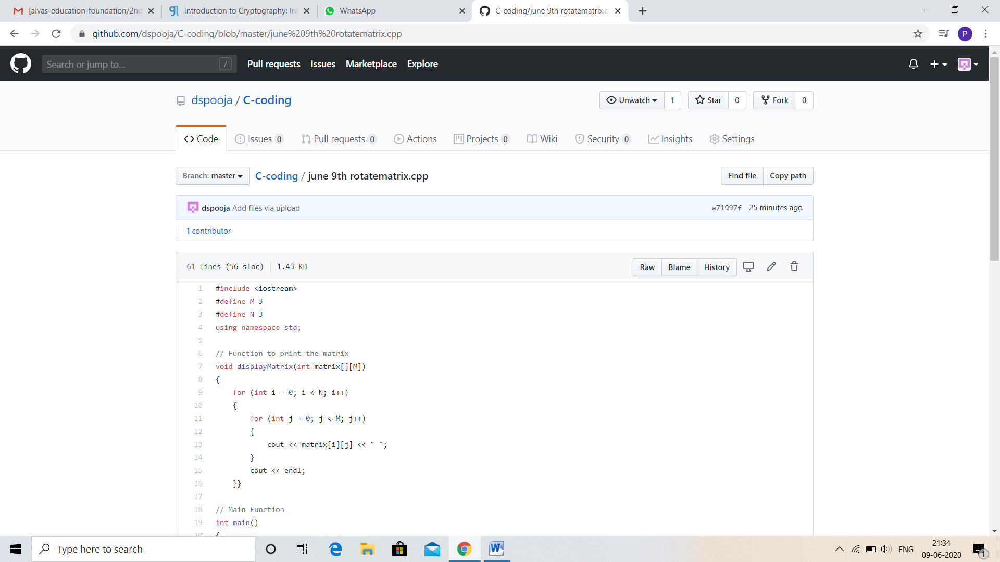 [alvas-education-foundation/2nd
Introduction to Cryptography: Int
WhatsApp
C-coding/june 9th rotatematrix.c
github.com/dspooja/C-coding/blob/master/june%209th%20rotatematrix.cpp
P
Search or jump to...
/
Pull requests
Issues
Marketplace
Explore
dspooja / C-coding
Unwatch 1
Star 0
Fork 0
Code
Issues 0
Pull requests 0
Actions
Projects 0
Wiki
Security 0
Insights
Settings
Branch: master
C-coding / june 9th rotatematrix.cpp
Find file
Copy path
dspooja Add files via upload
a71997f 25 minutes ago
1 contributor
61 lines (56 sloc) 1.43 KB
Raw
Blame
History
1 #include <iostream>
2 #define M 3
3 #define N 3
4 using namespace std;
5
6 // Function to print the matrix
7 void displayMatrix(int matrix[][M])
8 {
9 for (int i = 0; i < N; i++)
10 {
11 for (int j = 0; j < M; j++)
12 {
13 cout << matrix[i][j] << " ";
14 }
15 cout << endl;
16 }}
17
18 // Main Function
19 int main()
20 {
Type here to search
W
ENG
21:34
09-06-2020
1